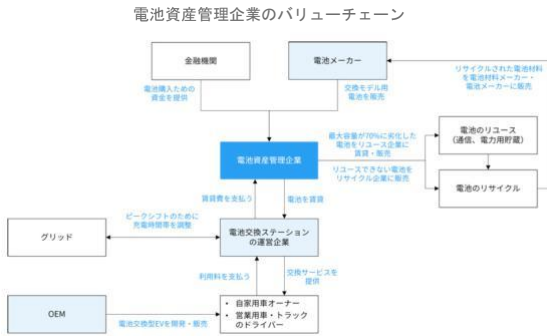 電池資産管理企業のバリューチェーン
金融機関
電池メーカー
リサイクルされた電池材料
を電池材料メーカー・
電池メーカーに販売
電池購入ための
資金を提供
交換モデル用
電池を販売
電池資産管理企業
最大容量が70%に劣化した
電池をリユース企業に
賃貸・販売
リユースできない電池を
リサイクル企業に販売
電池のリユース
(通信、電力用貯蔵)
電池のリサイクル
賃貸費を支払う
電池を賃貸
グリッド
ピークシフトのために
充電時間帯を調整
電池交換ステーション
の運営企業
利用料を支払う
交換サービスを
提供
OEM
電池交換型EVを開発・販売
• 自家用車オーナー
• 営業用車・トラック
のドライバー